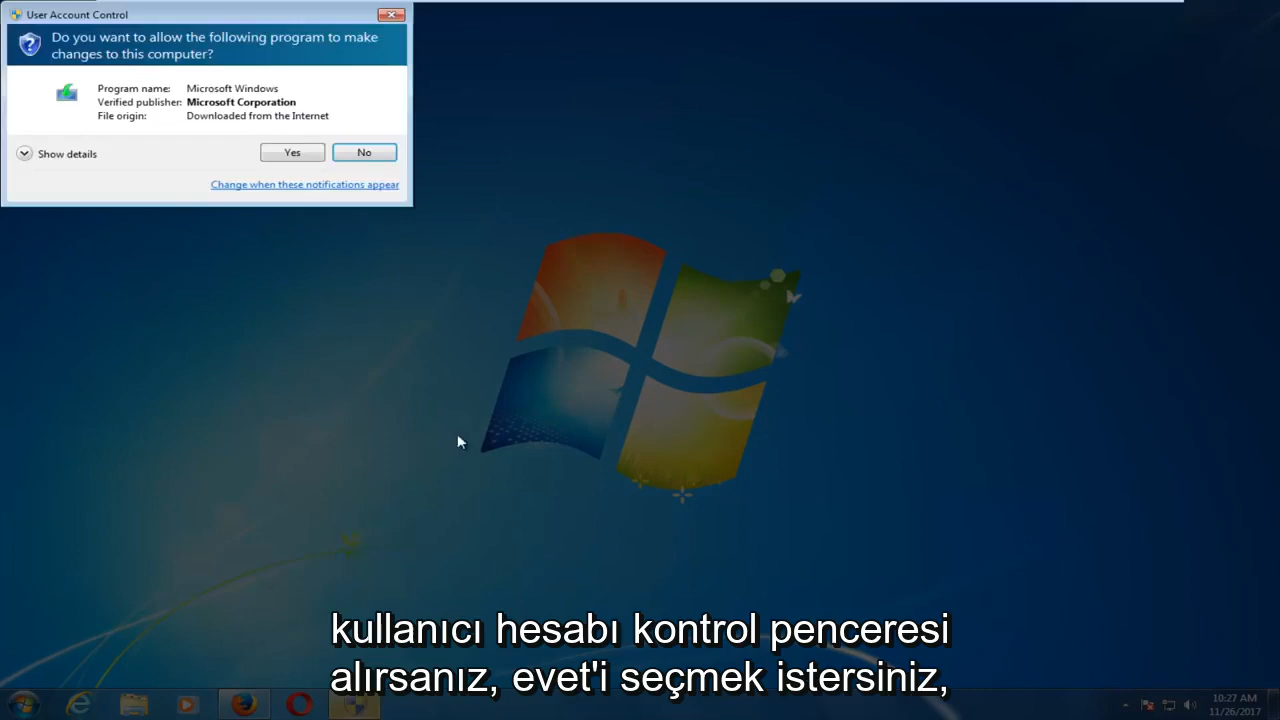 User Account Control
Do you want to allow the following program to make
changes to this computer?
Program name: Microsoft Windows
Verified publisher: Microsoft Corporation
File origin: Downloaded from the Internet
Show details
Yes
No
Change when these notifications appear
kullanıcı hesabı kontrol penceresi
alırsanız, evet'i seçmek istersiniz,
10:27 AM
11/26/2017